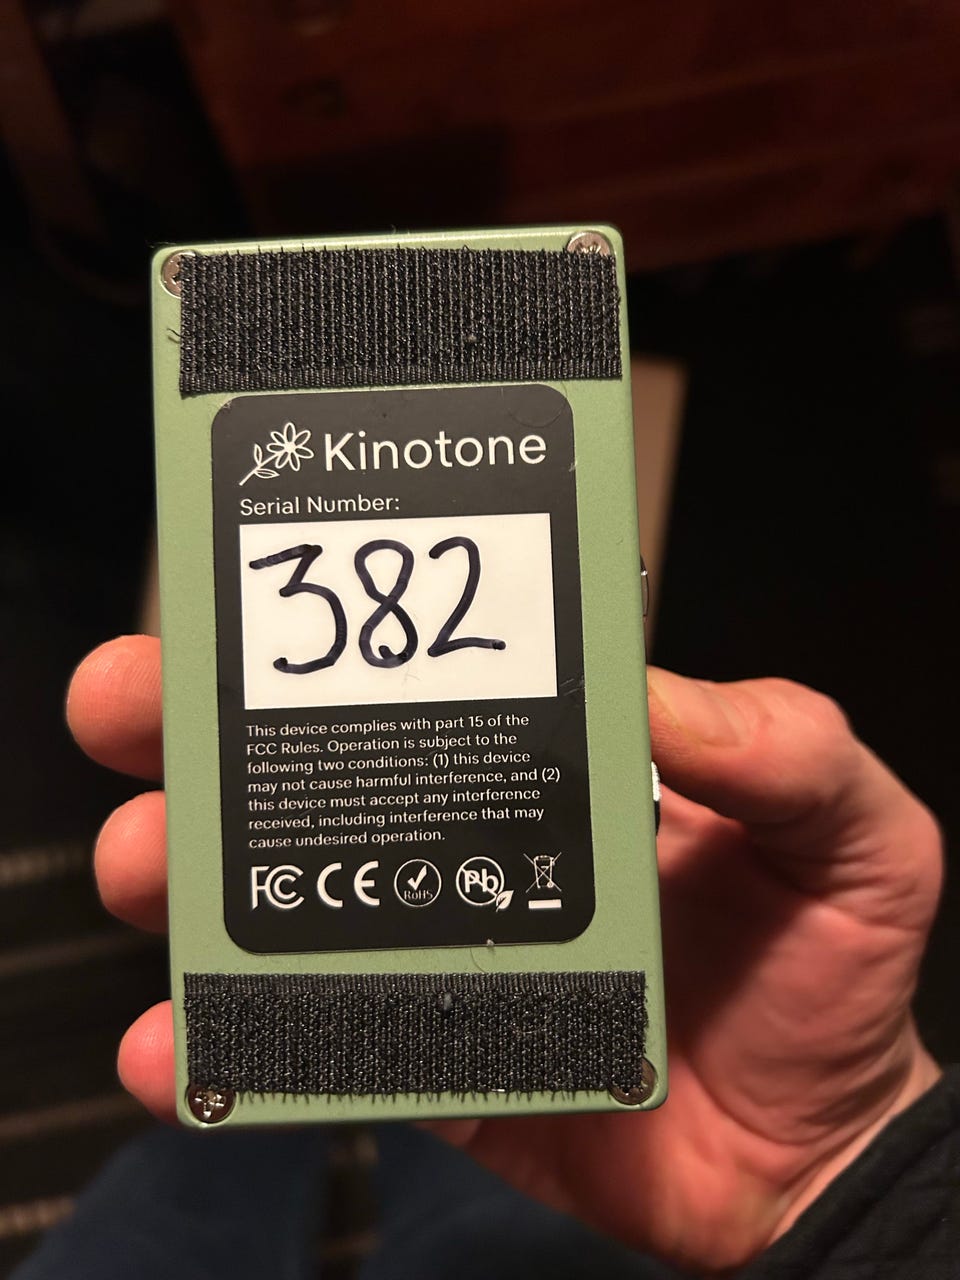 Kinotone
Serial Number:
382
This device complies with part 15 of the
FCC Rules. Operation is subject to the
following two conditions: (1) this device
may not cause harmful interference, and (2)
this device must accept any interference
received, including interference that may
cause undesired operation.
FC CE RoHS Pb